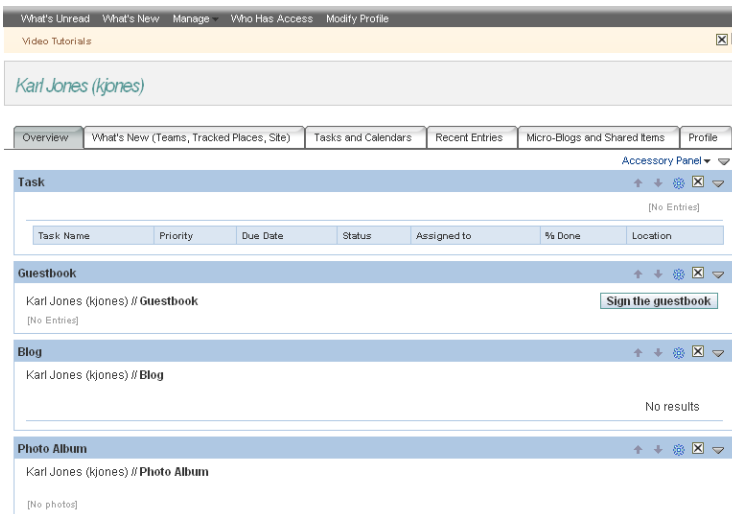 What's Unread What's New Manage Who Has Access Modify Profile
Video Tutorials
Karl Jones (kjones)
Overview What's New (Teams, Tracked Places, Site) Tasks and Calendars Recent Entries Micro-Blogs and Shared Items Profile
Accessory Panel
Task
[No Entries]
Task Name Priority Due Date Status Assigned to % Done Location
Guestbook
Karl Jones (kjones) // Guestbook Sign the guestbook
[No Entries]
Blog
Karl Jones (kjones) // Blog
No results
Photo Album
Karl Jones (kjones) // Photo Album
[No photos]